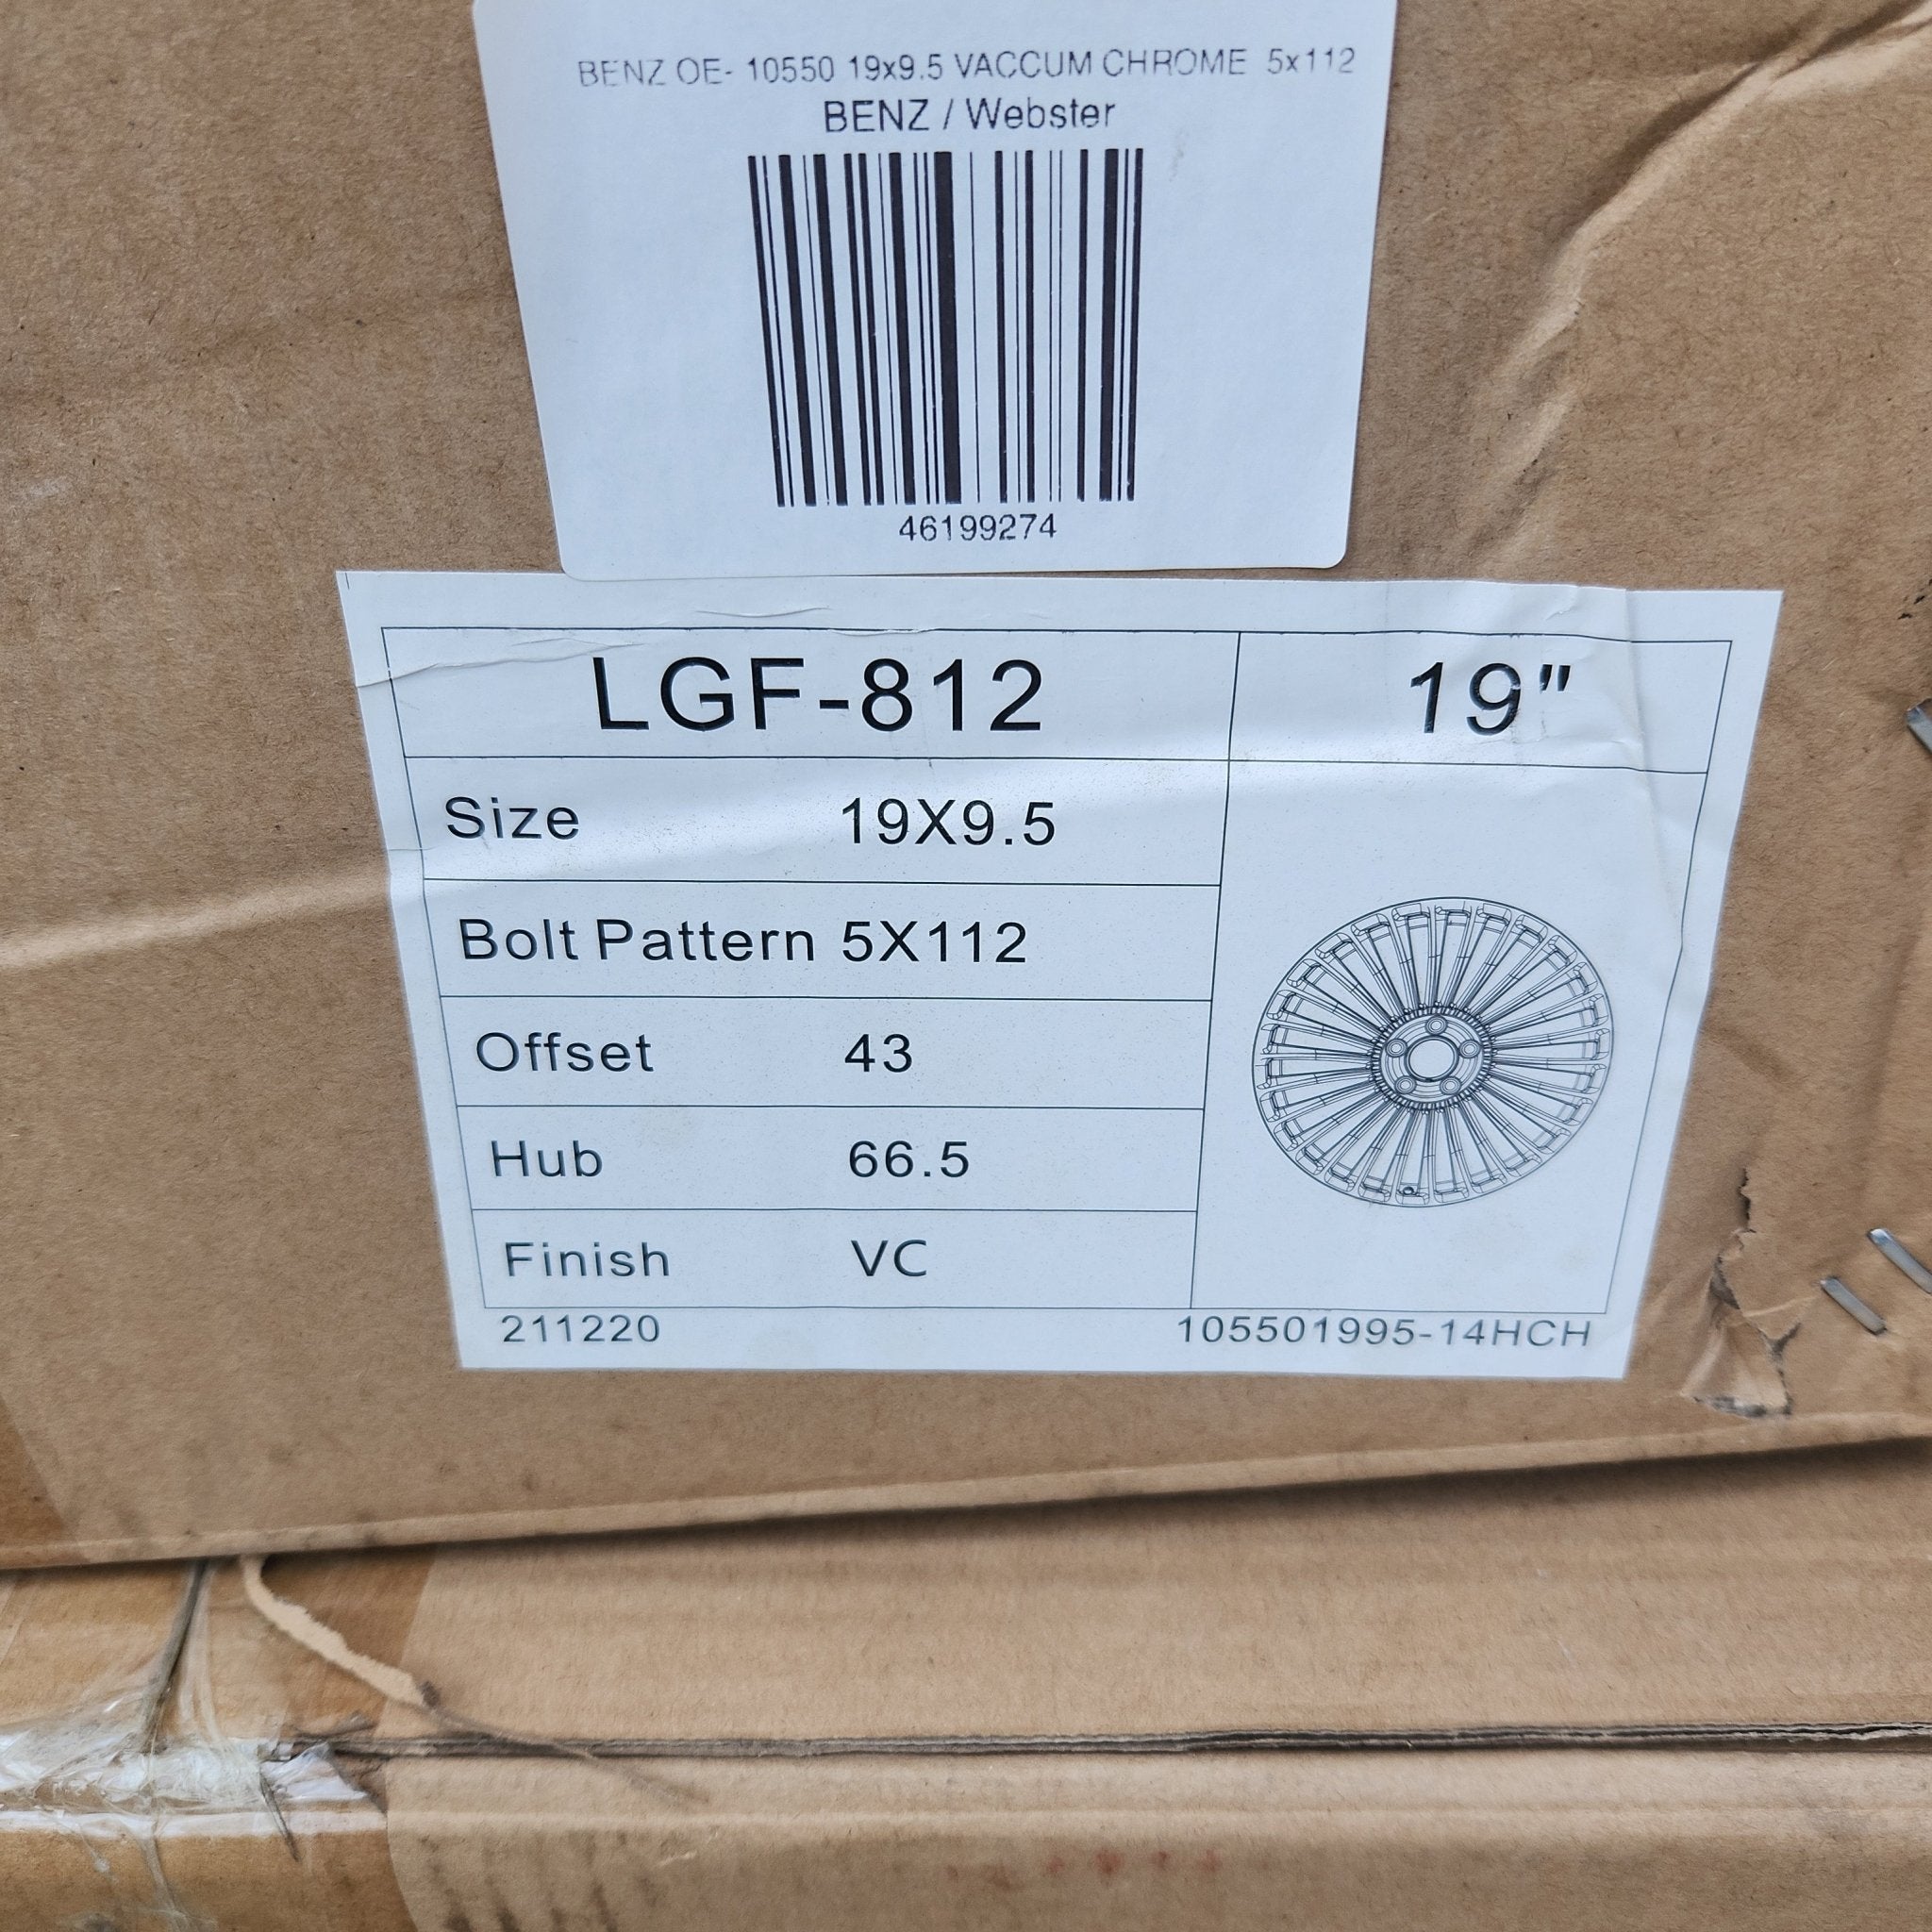 BENZ OE- 10550 19x9.5 VACCUM CHROME 5x112
BENZ / Webster
46199274
LGF-812 19"
Size 19X9.5
Bolt Pattern 5X112
Offset 43
Hub 66.5
Finish VC
211220 105501995-14HCH